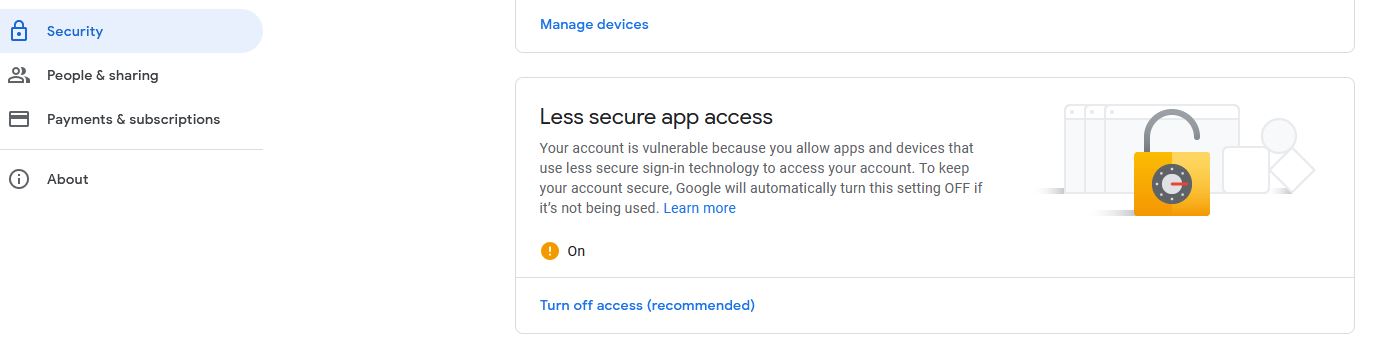 Security
People & sharing
Payments & subscriptions
About
Manage devices
Less secure app access
Your account is vulnerable because you allow apps and devices that
use less secure sign-in technology to access your account. To keep
your account secure, Google will automatically turn this setting OFF if
it’s not being used. Learn more
On
Turn off access (recommended)